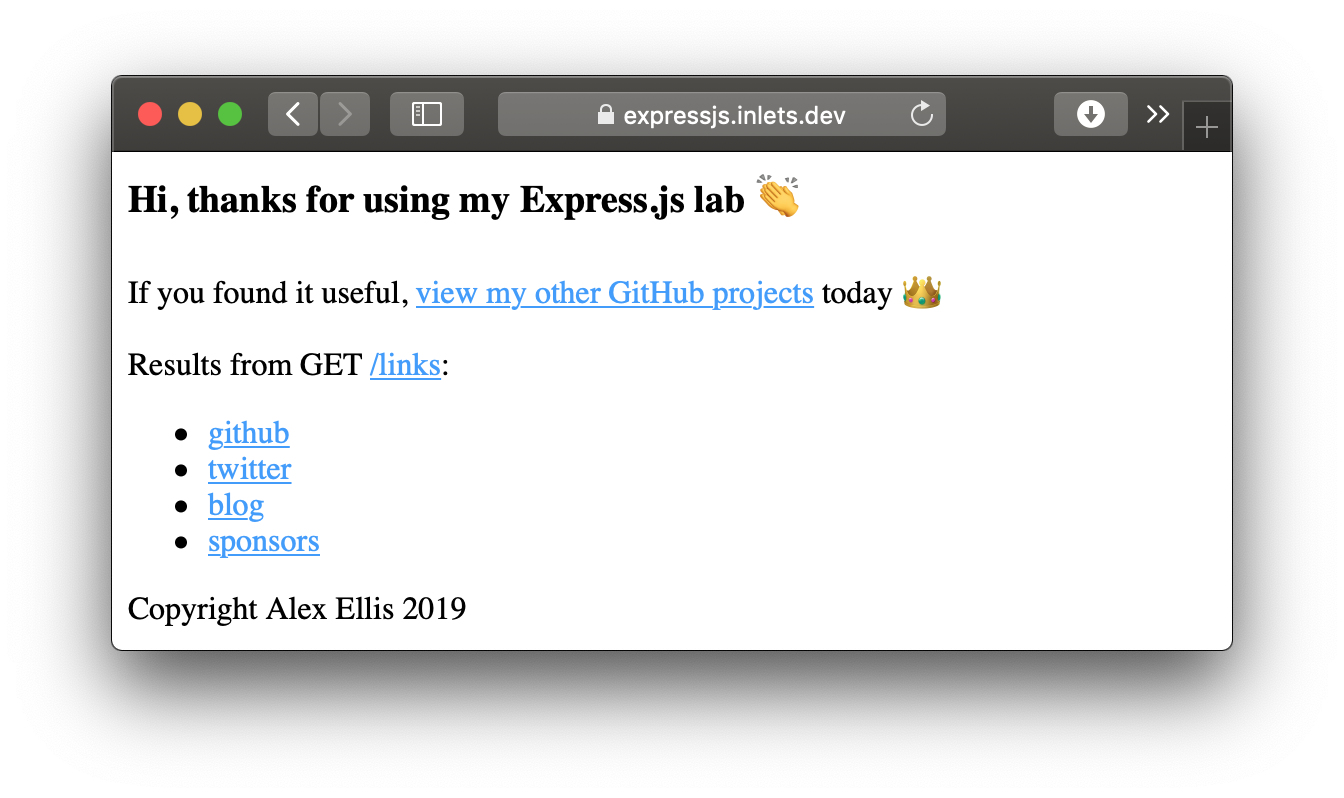 expressjs.inlets.dev
Hi, thanks for using my Express.js lab 👏
If you found it useful, view my other GitHub projects today 👑
Results from GET /links:
• github
• twitter
• blog
• sponsors
Copyright Alex Ellis 2019